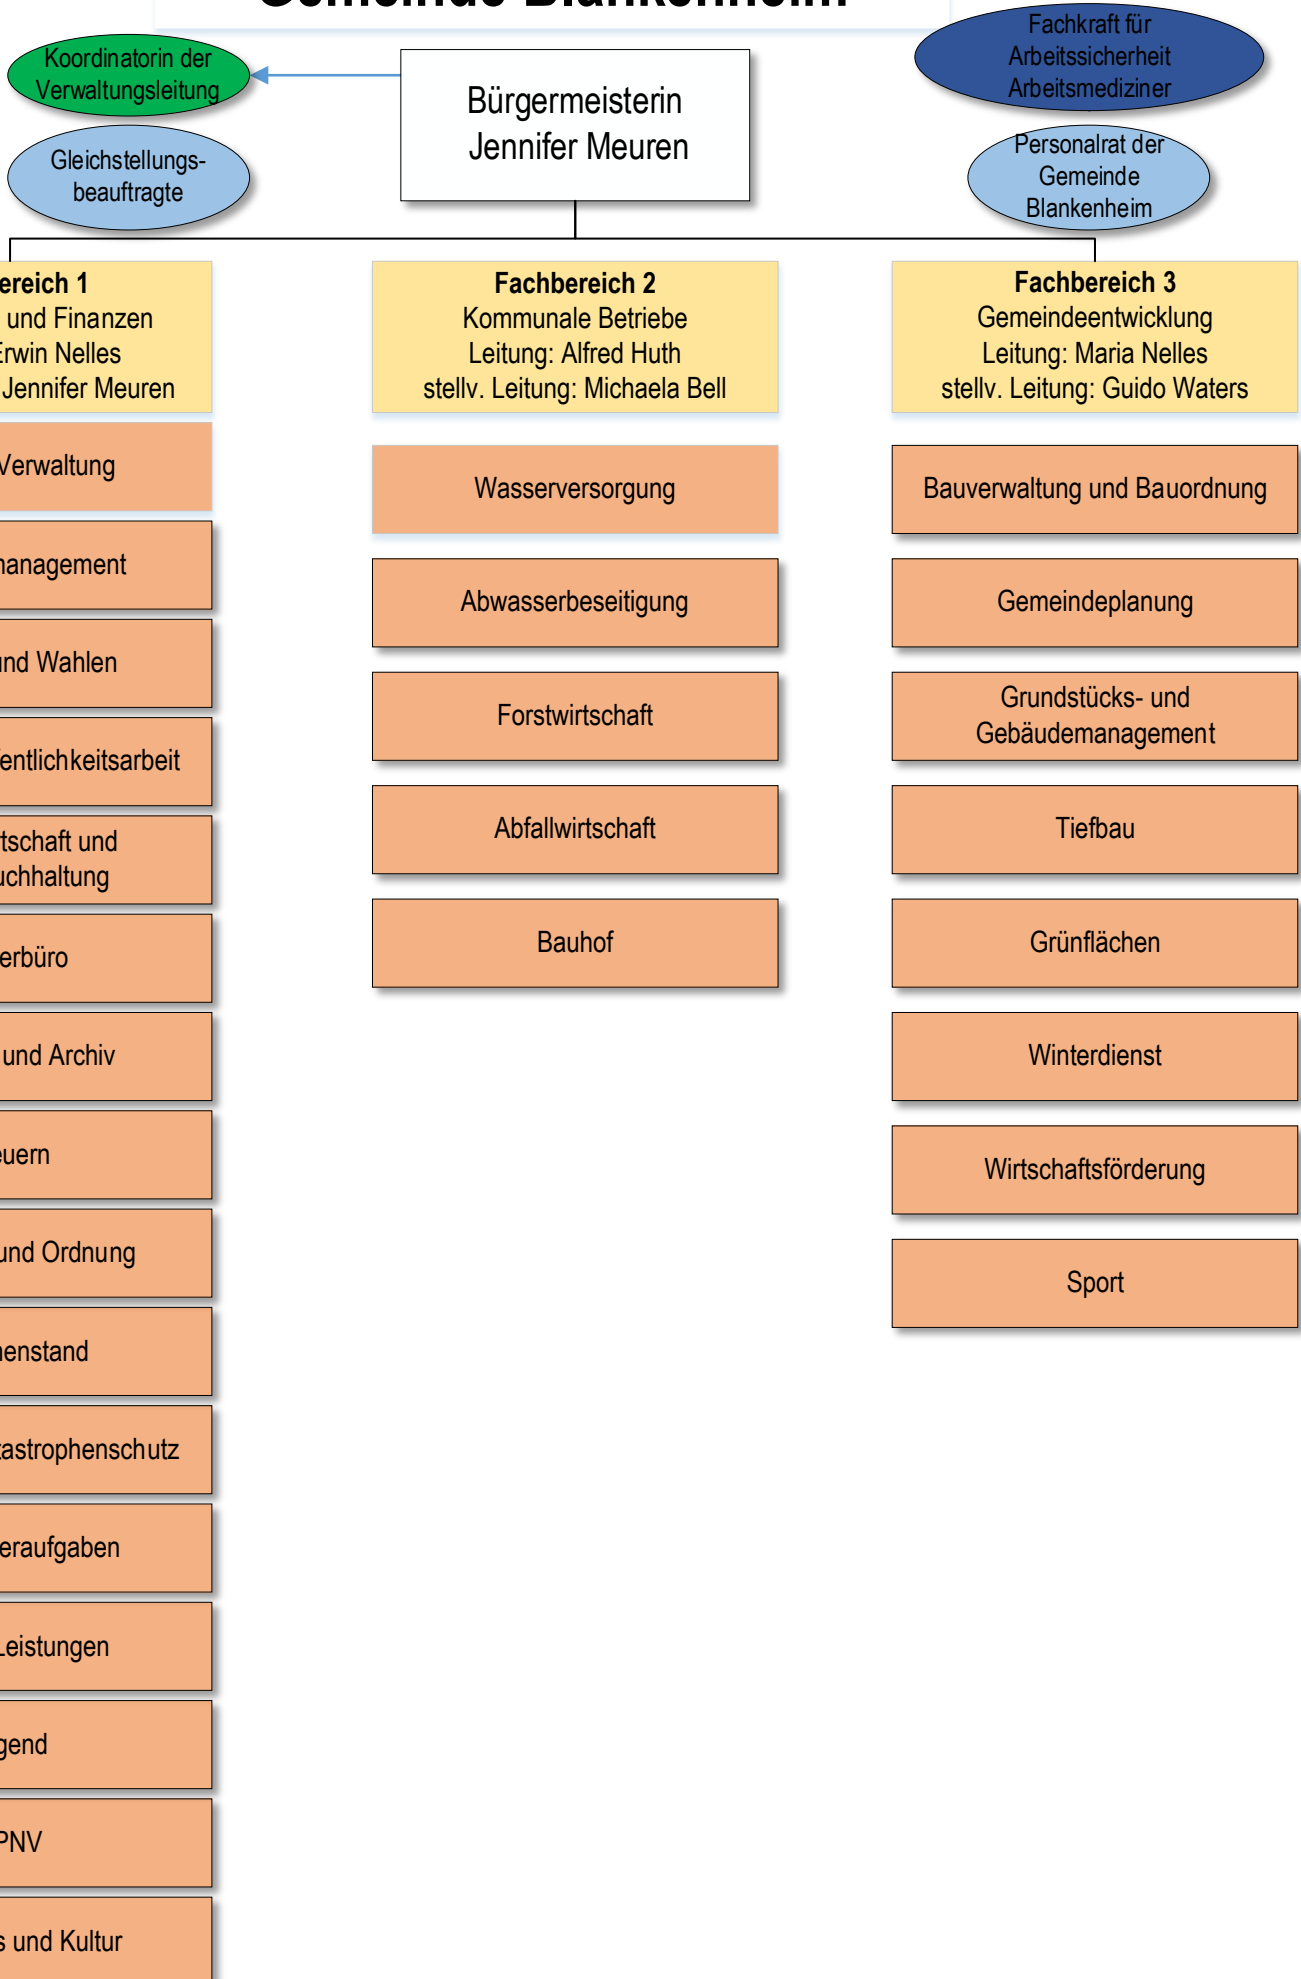 Gemeinde Blankenheim
Koordinatorin der
Verwaltungsleitung
Bürgermeisterin
Jennifer Meuren
Fachkraft für
Arbeitssicherheit
Arbeitsmediziner
Gleichstellungs-
beauftragte
Personalrat der
Gemeinde
Blankenheim
ereich 1
und Finanzen
Erwin Nelles
Jennifer Meuren
Verwaltung
management
und Wahlen
entlichkeitsarbeit
tschaft und
uchhaltung
erbüro
und Archiv
euern
und Ordnung
enstand
tastrophenschutz
eraufgaben
Leistungen
gend
PNV
s und Kultur
Fachbereich 2
Kommunale Betriebe
Leitung: Alfred Huth
stellv. Leitung: Michaela Bell
Wasserversorgung
Abwasserbeseitigung
Forstwirtschaft
Abfallwirtschaft
Bauhof
Fachbereich 3
Gemeindeentwicklung
Leitung: Maria Nelles
stellv. Leitung: Guido Waters
Bauverwaltung und Bauordnung
Gemeindeplanung
Grundstücks- und
Gebäudemanagement
Tiefbau
Grünflächen
Winterdienst
Wirtschaftsförderung
Sport